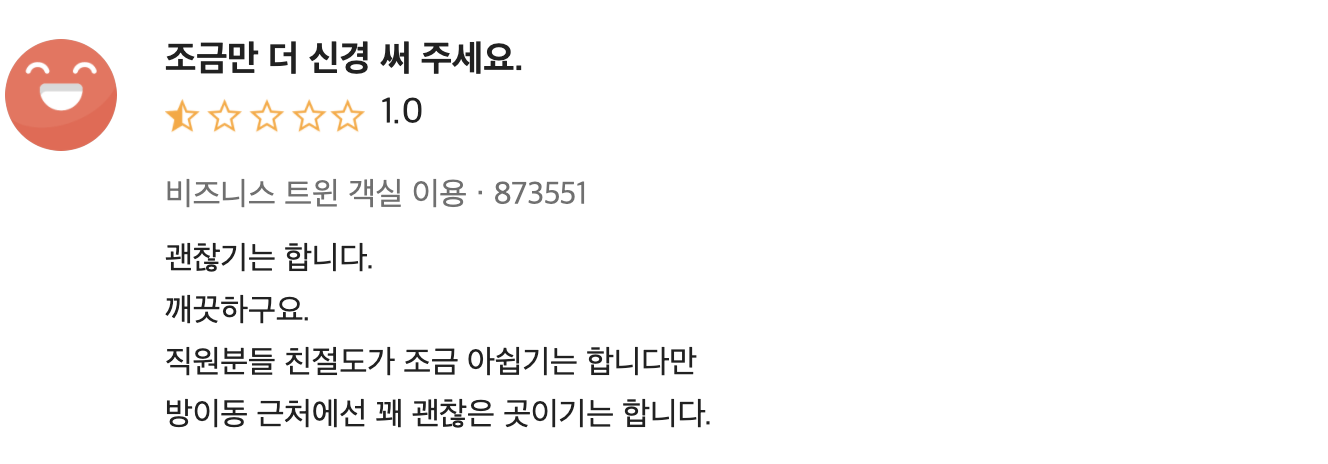 조금만 더 신경 써 주세요.
1.0
비즈니스 트윈 객실 이용 · 873551
괜찮기는 합니다.
깨끗하구요.
직원분들 친절도가 조금 아쉽기는 합니다만
방이동 근처에선 꽤 괜찮은 곳이기는 합니다.